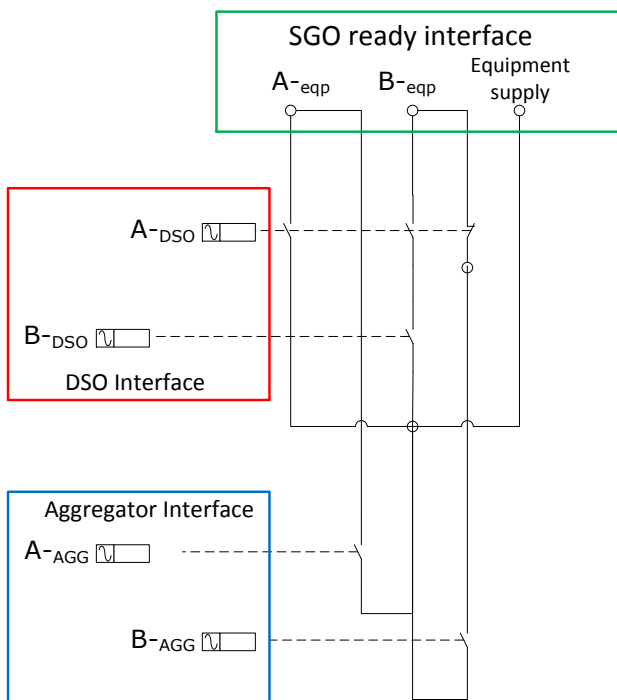 SGO ready interface
A-eqp
B-eqp
Equipment
supply
A-DSO
B-DSO
DSO Interface
Aggregator Interface
A-AGG
B-AGG